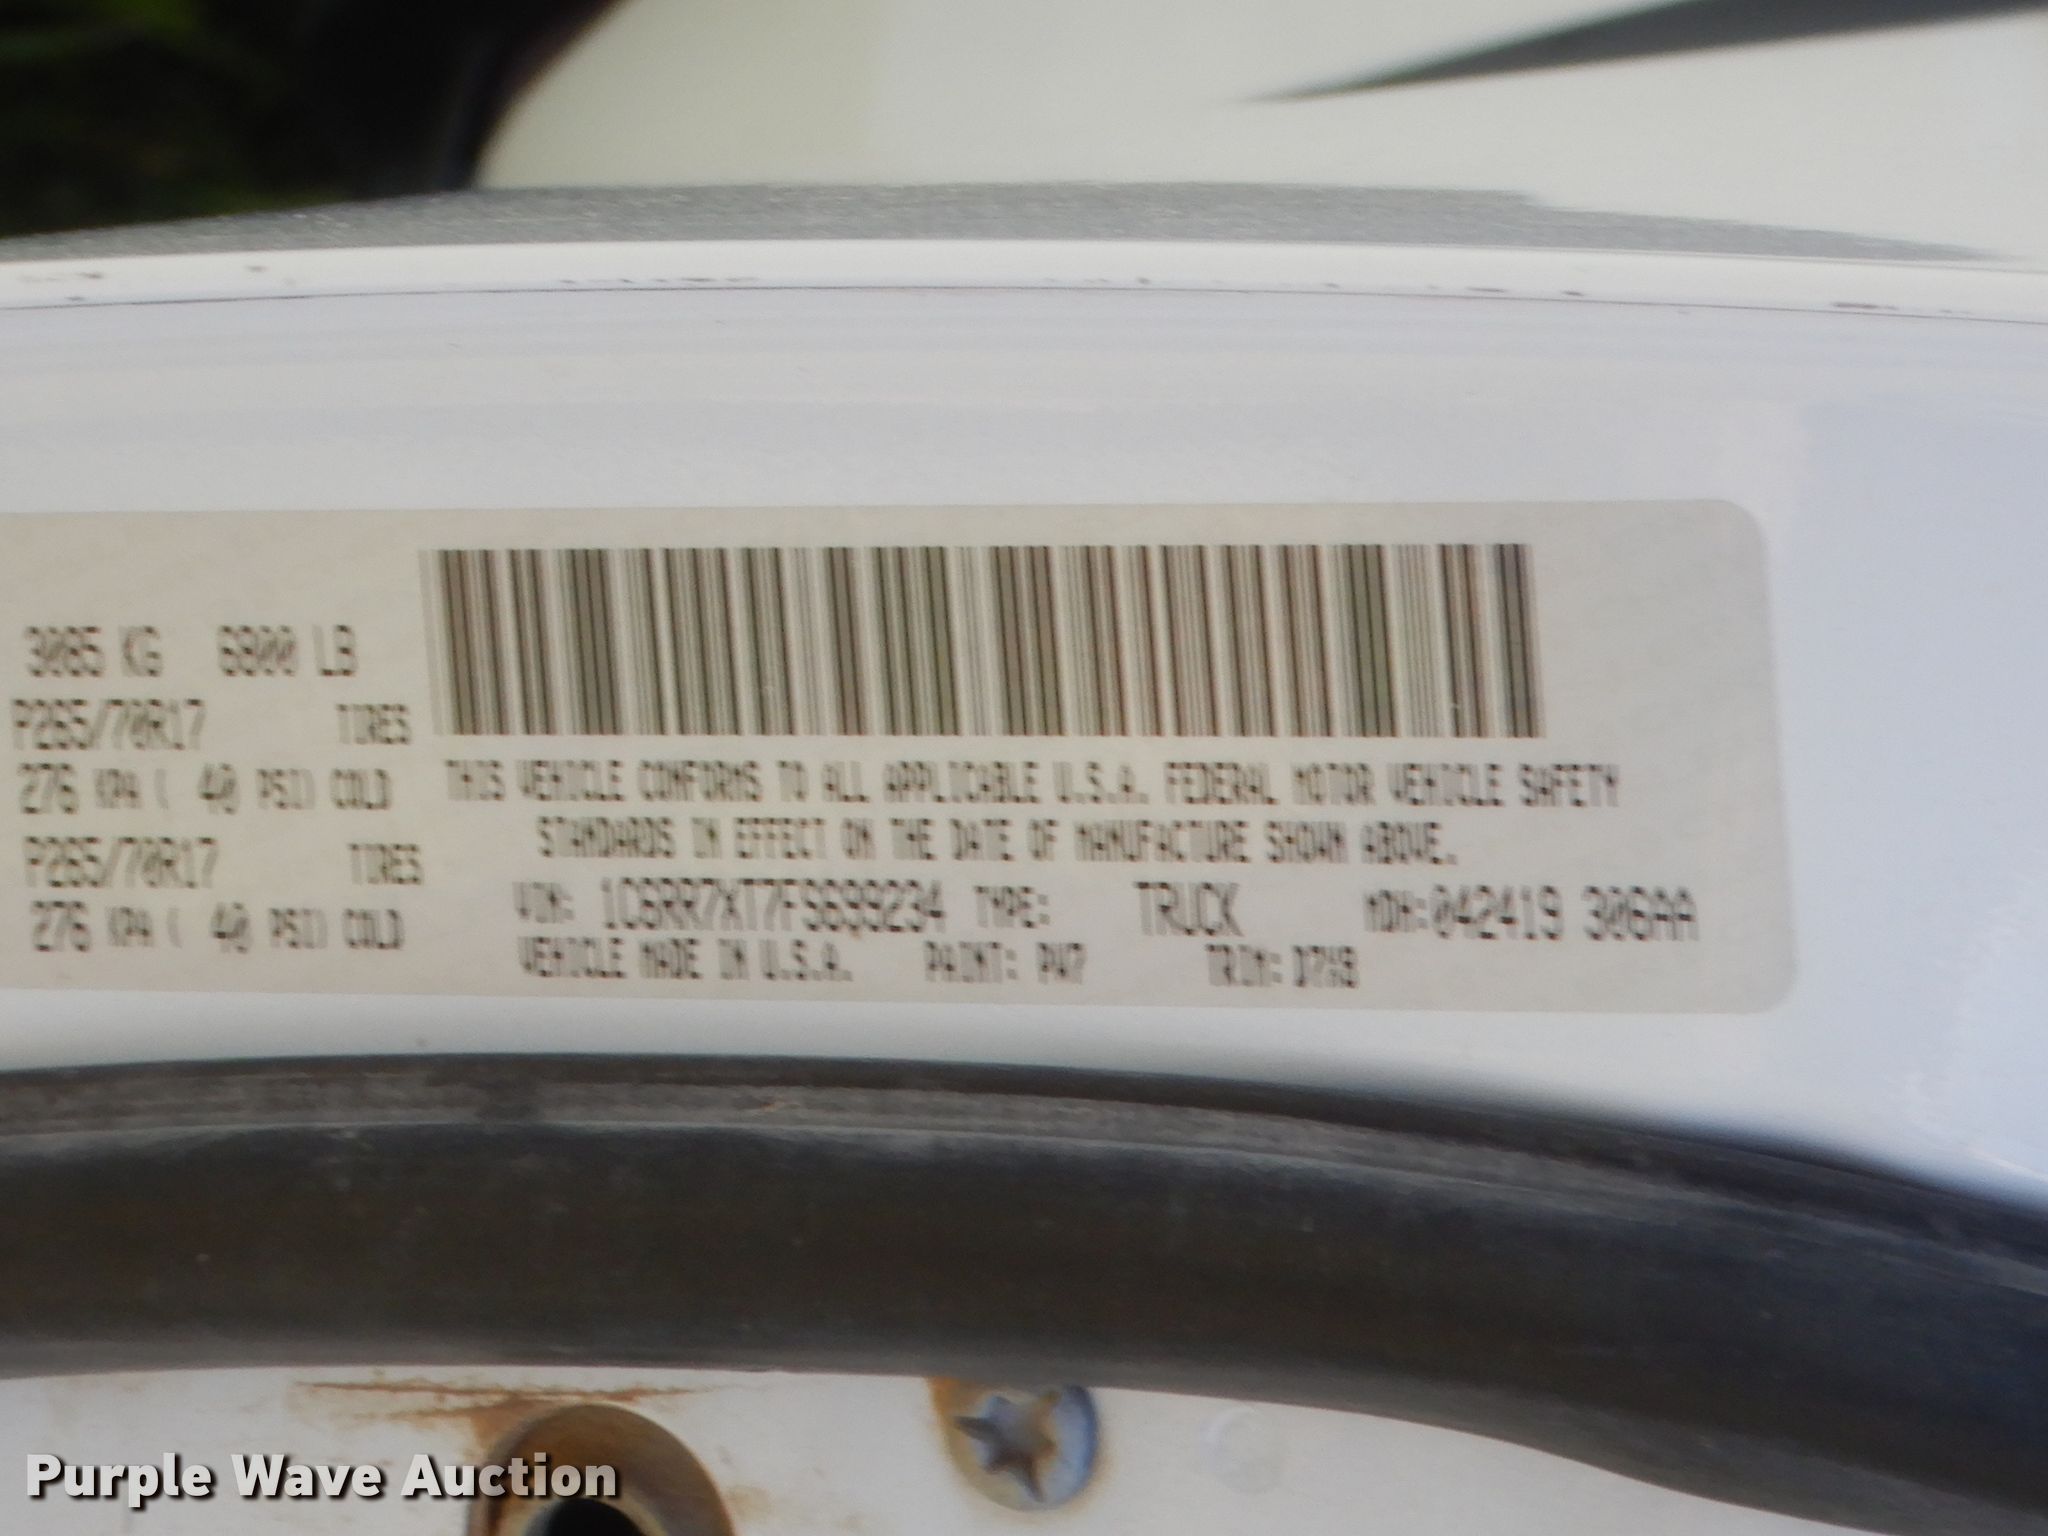 3085 KG 6800 LB
P265/70R17 TIRES
276 KPA ( 40 PSI) COLD
P265/70R17 TIRES
276 KPA ( 40 PSI) COLD
THIS VEHICLE CONFORMS TO ALL APPLICABLE U.S.A. FEDERAL MOTOR VEHICLE SAFETY
STANDARDS IN EFFECT ON THE DATE OF MANUFACTURE SHOWN ABOVE.
VIN: 1C6RR7XT7FS699234 TYPE: TRUCK MDH:042419 306AA
VEHICLE MADE IN U.S.A. PAINT: PW7 TRIM:
Purple Wave Auction